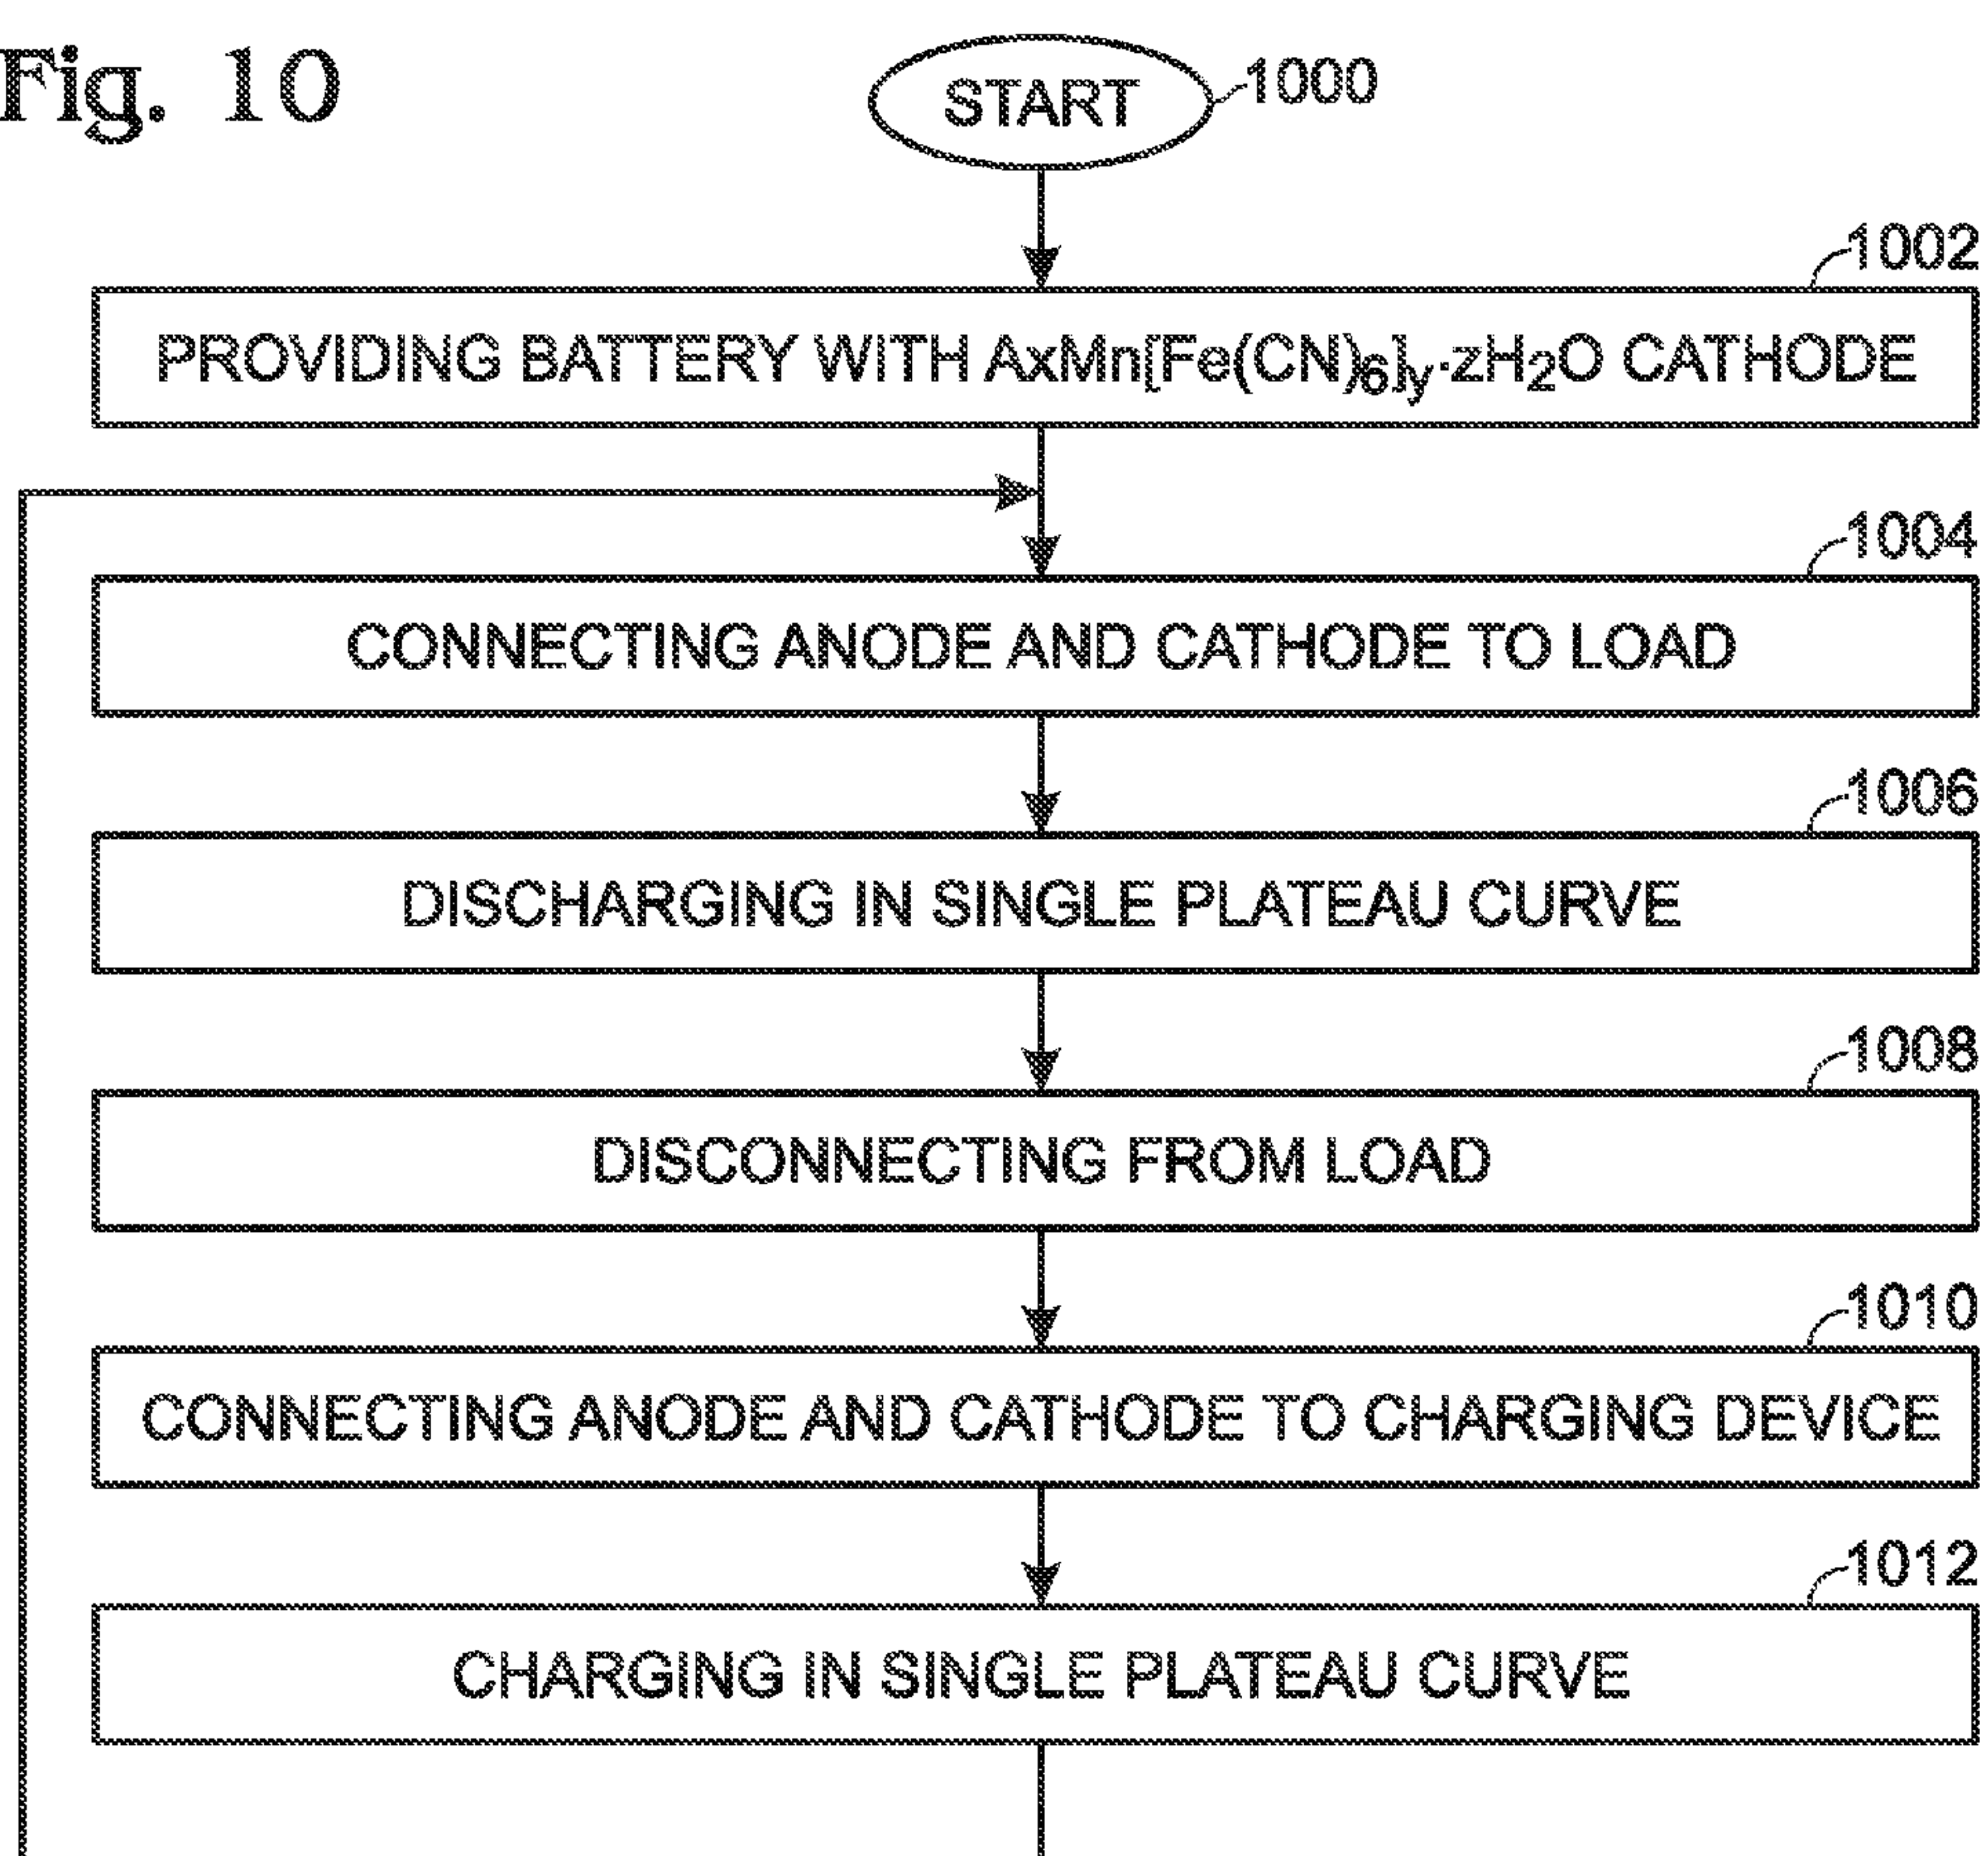 Fig. 10
START
1000
1002
PROVIDING BATTERY WITH AxMn[Fe(CN)₆]y·zH₂O CATHODE
1004
CONNECTING ANODE AND CATHODE TO LOAD
1006
DISCHARGING IN SINGLE PLATEAU CURVE
1008
DISCONNECTING FROM LOAD
1010
CONNECTING ANODE AND CATHODE TO CHARGING DEVICE
1012
CHARGING IN SINGLE PLATEAU CURVE